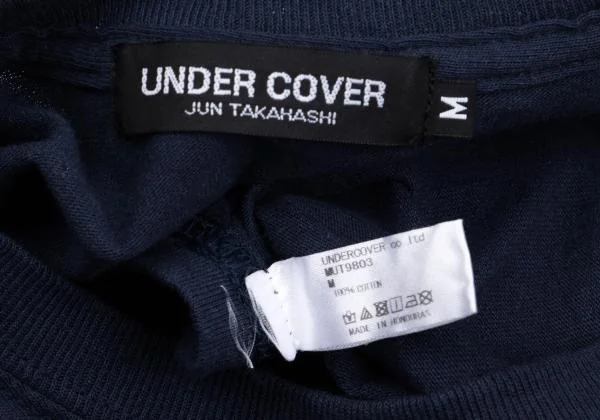 UNDER COVER
JUN TAKAHASHI
M
UNDERCOVER co ltd
MUT9803
M
100% COTTON
MADE IN HONDURAS